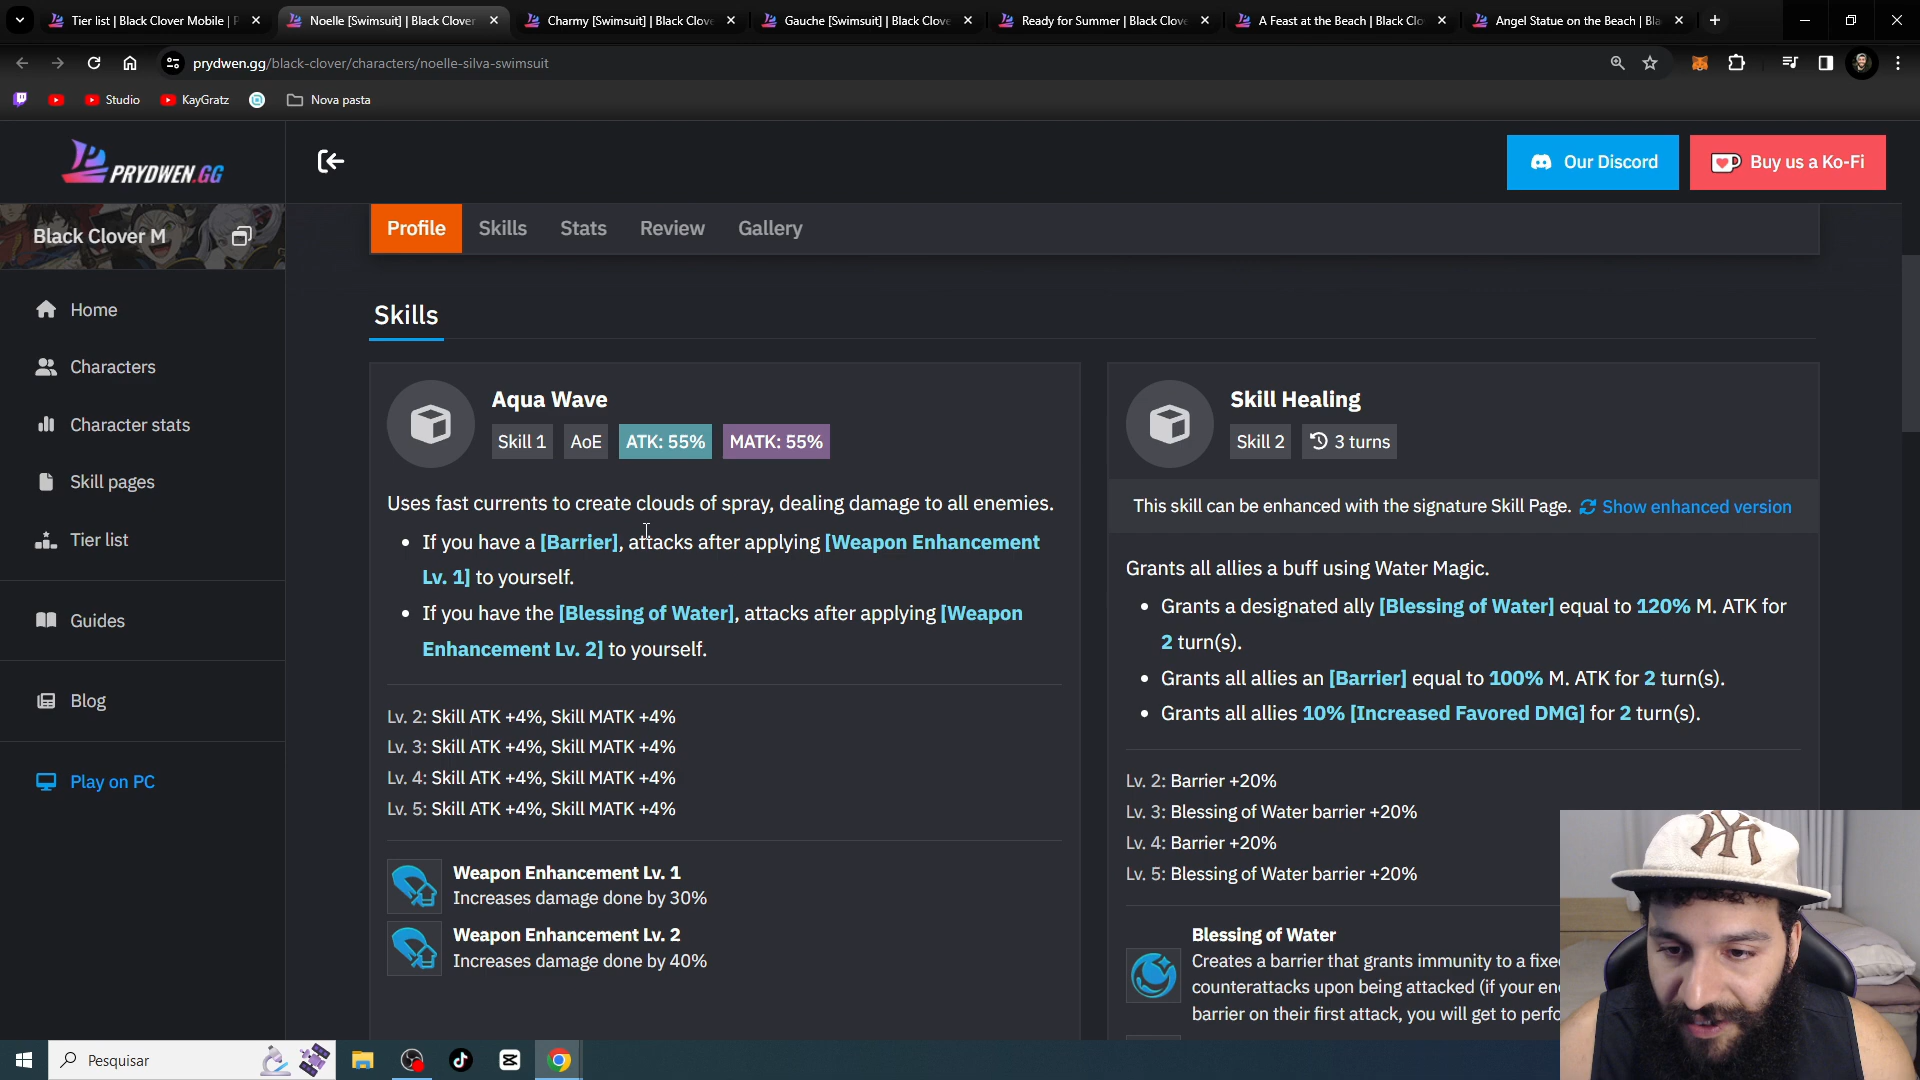 Tier list | Black Clover Mobile | P
Noelle [Swimsuit] | Black Clover
Charmy [Swimsuit] | Black Clove
Gauche [Swimsuit] | Black Clove
Ready for Summer | Black Clove
A Feast at the Beach | Black Clo
Angel Statue on the Beach | Bla
prydwen.gg/black-clover/characters/noelle-silva-swimsuit
Studio
KayGratz
Nova pasta
PRYDWEN.GG
Our Discord
Buy us a Ko-Fi
Black Clover M
Home
Characters
Character stats
Skill pages
Tier list
Guides
Blog
Play on PC
Profile
Skills
Stats
Review
Gallery
Skills
Aqua Wave
Skill 1
AoE
ATK: 55%
MATK: 55%
Uses fast currents to create clouds of spray, dealing damage to all enemies.
If you have a [Barrier], attacks after applying [Weapon Enhancement
Lv. 1] to yourself.
If you have the [Blessing of Water], attacks after applying [Weapon
Enhancement Lv. 2] to yourself.
Lv. 2: Skill ATK +4%, Skill MATK +4%
Lv. 3: Skill ATK +4%, Skill MATK +4%
Lv. 4: Skill ATK +4%, Skill MATK +4%
Lv. 5: Skill ATK +4%, Skill MATK +4%
Weapon Enhancement Lv. 1
Increases damage done by 30%
Weapon Enhancement Lv. 2
Increases damage done by 40%
Skill Healing
Skill 2
3 turns
This skill can be enhanced with the signature Skill Page. Show enhanced version
Grants all allies a buff using Water Magic.
Grants a designated ally [Blessing of Water] equal to 120% M. ATK for
2 turn(s).
Grants all allies an [Barrier] equal to 100% M. ATK for 2 turn(s).
Grants all allies 10% [Increased Favored DMG] for 2 turn(s).
Lv. 2: Barrier +20%
Lv. 3: Blessing of Water barrier +20%
Lv. 4: Barrier +20%
Lv. 5: Blessing of Water barrier +20%
Blessing of Water
Creates a barrier that grants immunity to a fixe
counterattacks upon being attacked (if your en
barrier on their first attack, you will get to perfo
Pesquisar